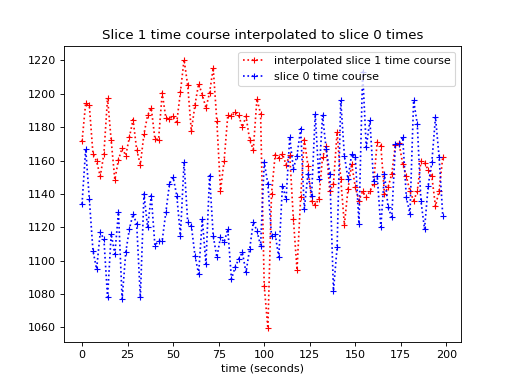 Slice 1 time course interpolated to slice 0 times
interpolated slice 1 time course
slice 0 time course
1220
1200
1180
1160
1140
1120
1100
1080
1060
0 25 50 75 100 125 150 175 200
time (seconds)